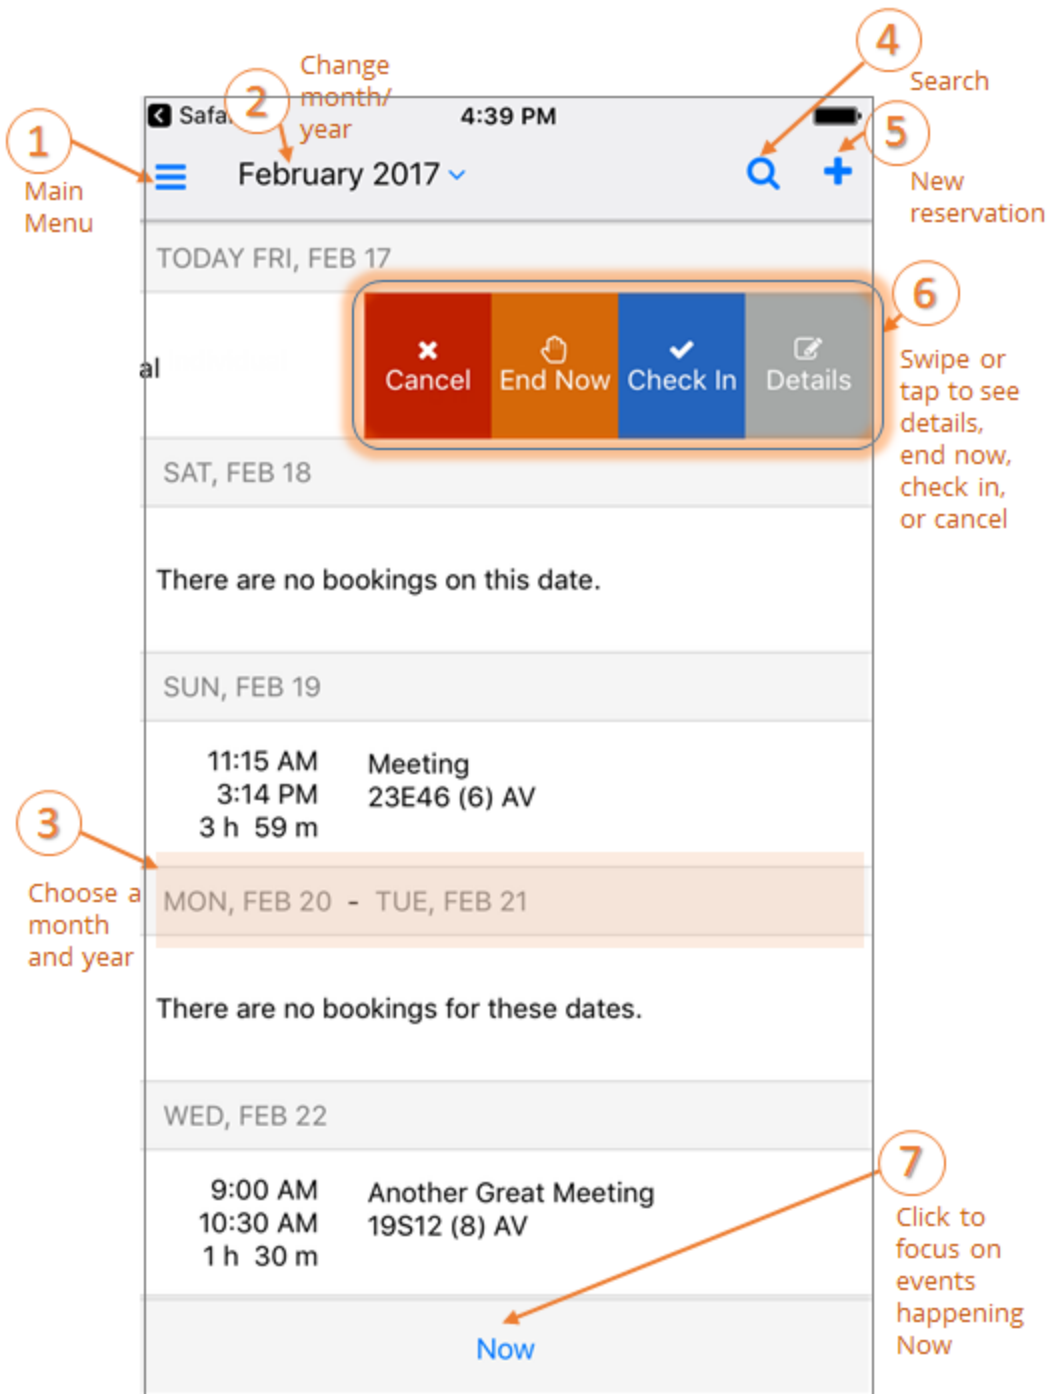 4
Change
Search
2
month/
Safa
4:39 PM
year
5
1
February 2017
Main
Menu
New
reservation
TODAY FRI, FEB 17
6
al
Cancel
End Now
Check In
Details
Swipe or
tap to see
details,
end now,
check in,
or cancel
SAT, FEB 18
There are no bookings on this date.
SUN, FEB 19
11:15 AM
Meeting
3:14 PM
23E46 (6) AV
3 h 59 m
3
Choose a
month
and year
MON, FEB 20 - TUE, FEB 21
There are no bookings for these dates.
WED, FEB 22
9:00 AM
Another Great Meeting
10:30 AM
19S12 (8) AV
1 h 30 m
7
Click to
focus on
events
happening
Now
Now